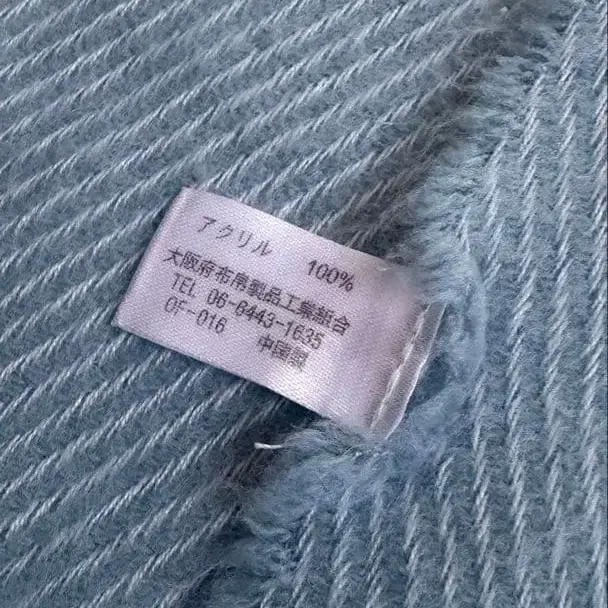 アクリル 100%
大阪府布帛製品工業組合
TEL 06-6443-1635
OF-016 中国製